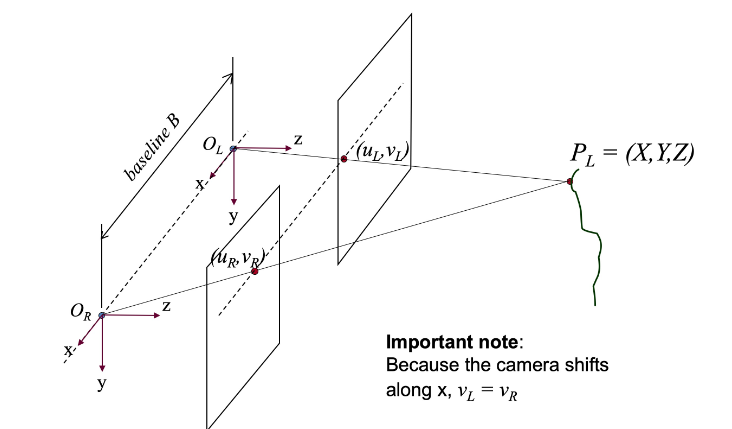 baseline B
O_L
z
x
y
(u_L,v_L)
P_L = (X,Y,Z)
(u_R,v_R)
O_R
z
x
y
Important note:
Because the camera shifts
along x, v_L = v_R